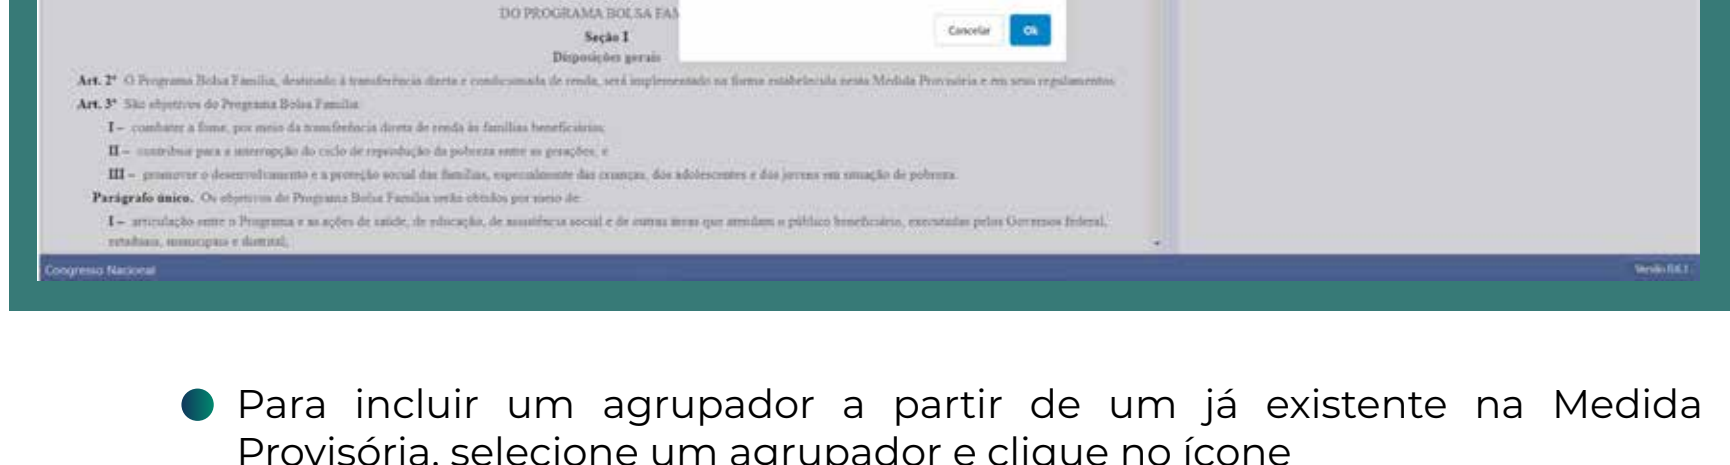 DO PROGRAMA BOLSA FAM
Cancelar Ok
Seção I
Disposições gerais
Art. 2º O Programa Bolsa Família, destinado à transferência direta e condicionada de renda, será implementado na forma estabelecida nesta Medida Provisória e em seus regulamentos.
Art. 3º São objetivos do Programa Bolsa Família:
I – combater a fome, por meio da transferência direta de renda às famílias beneficiárias;
II – contribuir para a interrupção do ciclo de reprodução da pobreza entre as gerações; e
III – promover o desenvolvimento e a proteção social das famílias, especialmente das crianças, dos adolescentes e dos jovens em situação de pobreza.
Parágrafo único. Os objetivos do Programa Bolsa Família serão obtidos por meio de:
I – articulação entre o Programa e as ações de saúde, de educação, de assistência social e de outras áreas que atendam o público beneficiário, executadas pelos Governos federal,
estaduais, municipais e distrital;
Congresso Nacional Versão
Para incluir um agrupador a partir de um já existente na Medida
Provisória, selecione um agrupador e clique no ícone